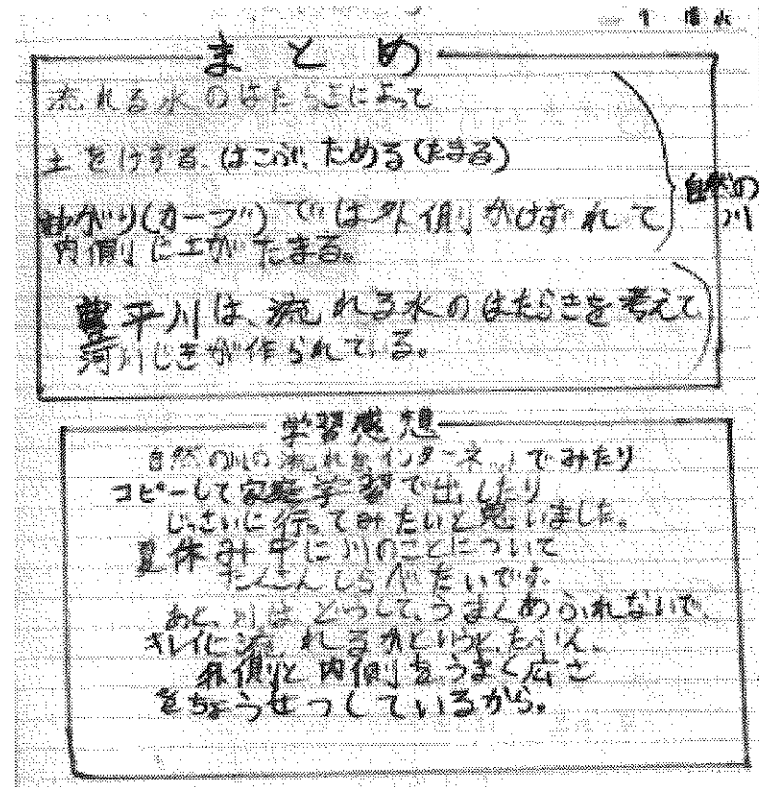 まとめ
流れる水のはたらきによって
土をけずる、はこぶ、ためる(たまる)
まがり(カーブ)では外側がけずれて
内側に土がたまる。
自然の
川
豊平川は、流れる水のはたらきを考えて
河川じきが作られている。
学習感想
自然の川の流れをインターネットでみたり
コピーして家庭学習で出したり
じっさいに行ってみたいと思いました。
夏休み中に川のことについて
たくさんしらべたいです。
あと、川は、どうして、うまくあふれないで、
キレイに流れるかというと、たぶん、
外側と内側をうまく広さ
をちょうせつしているから。